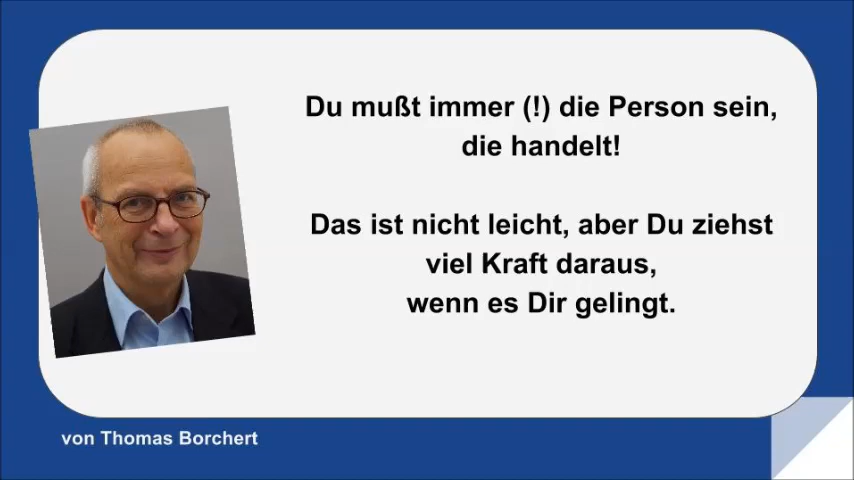 Du mußt immer (!) die Person sein,
die handelt!
Das ist nicht leicht, aber Du ziehst
viel Kraft daraus,
wenn es Dir gelingt.
von Thomas Borchert